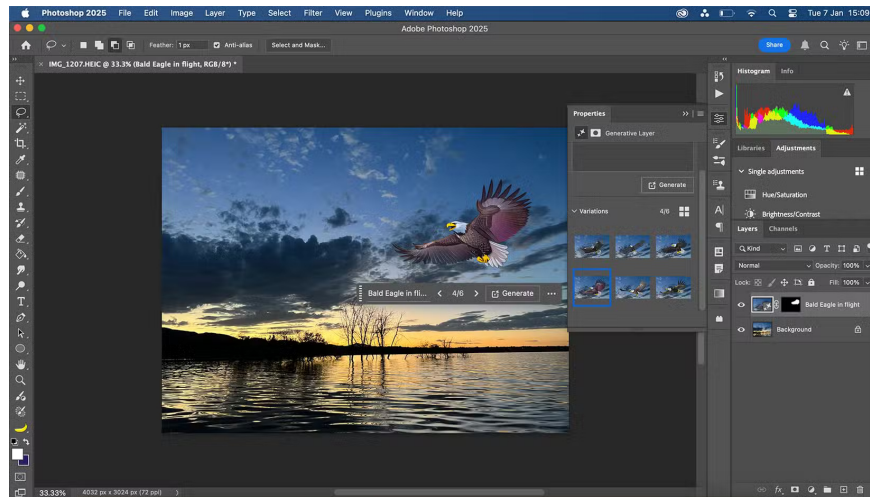 Photoshop 2025 File Edit Image Layer Type Select Filter View Plugins Window Help Tue 7 Jan 15:09
Adobe Photoshop 2025
Feather: 1 px Anti-alias Select and Mask... Share
× IMG_1207.HEIC @ 33.3% (Bald Eagle in flight, RGB/8*) *
Histogram Info
Properties
Generative Layer
Generate
Variations 4/6
Libraries Adjustments
Single adjustments
Hue/Saturation
Brightness/Contrast
Layers Channels
Kind
Normal Opacity: 100%
Lock: Fill: 100%
Bald Eagle in flight
Background
Bald Eagle in fli... 4/6 Generate ...
33.33% 4032 px x 3024 px (72 ppi)